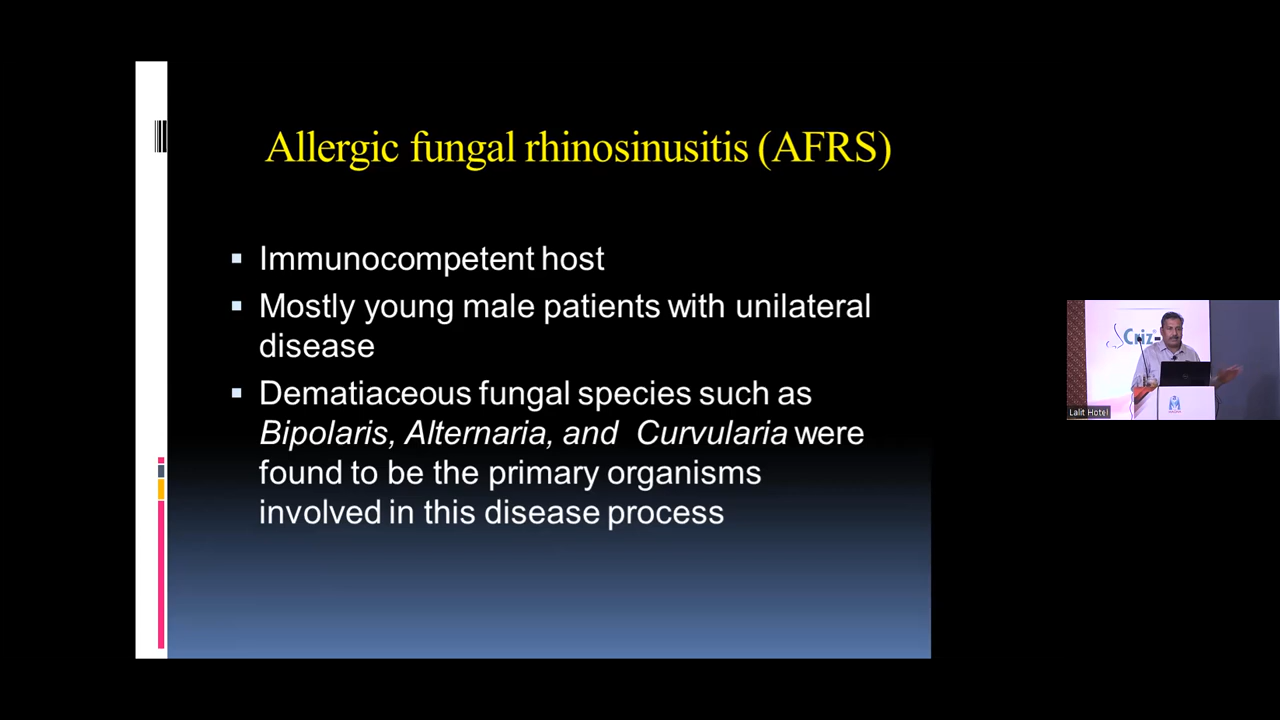 Allergic fungal rhinosinusitis (AFRS)
▪ Immunocompetent host
▪ Mostly young male patients with unilateral
disease
▪ Dematiaceous fungal species such as
Bipolaris, Alternaria, and Curvularia were
found to be the primary organisms
involved in this disease process
Criz-
Lalit Hotel